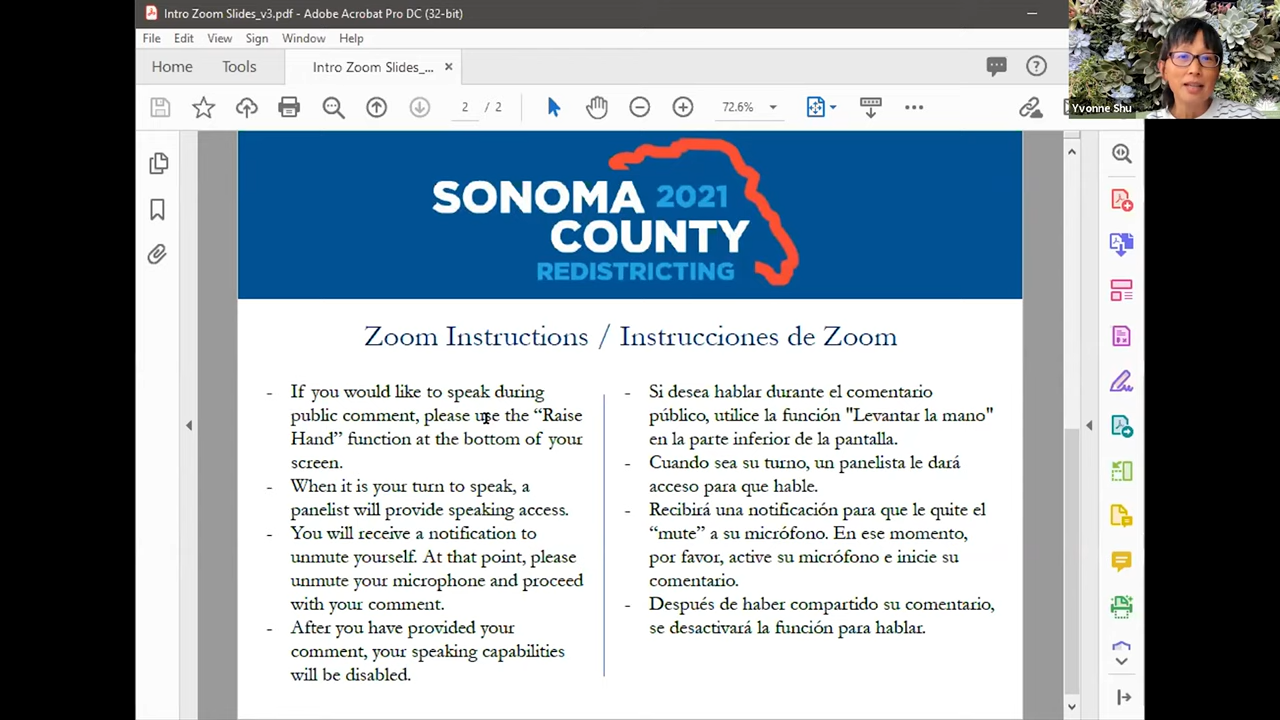 Intro Zoom Slides_v3.pdf - Adobe Acrobat Pro DC (32-bit)
File Edit View Sign Window Help
Home Tools Intro Zoom Slides_... ×
2 / 2 72.6%
Yvonne Shu
SONOMA 2021
COUNTY
REDISTRICTING
Zoom Instructions / Instrucciones de Zoom
- If you would like to speak during
public comment, please use the “Raise
Hand” function at the bottom of your
screen.
- When it is your turn to speak, a
panelist will provide speaking access.
- You will receive a notification to
unmute yourself. At that point, please
unmute your microphone and proceed
with your comment.
- After you have provided your
comment, your speaking capabilities
will be disabled.
- Si desea hablar durante el comentario
público, utilice la función "Levantar la mano"
en la parte inferior de la pantalla.
- Cuando sea su turno, un panelista le dará
acceso para que hable.
- Recibirá una notificación para que le quite el
“mute” a su micrófono. En ese momento,
por favor, active su micrófono e inicie su
comentario.
- Después de haber compartido su comentario,
se desactivará la función para hablar.